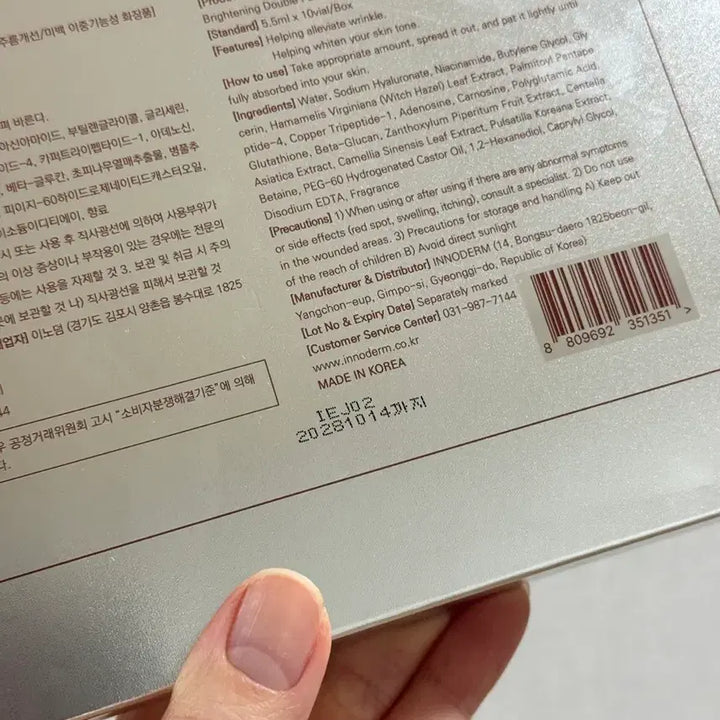 주름개선/미백 이중기능성 화장품]
펴 바른다.
아신아마이드, 부틸렌글라이콜, 글리세린,
이드-4, 카퍼트라이펩타이드-1, 아데노신,
, 베타-글루칸, 초피나무열매추출물, 병풀추
피이지-60하이드로제네이티드캐스터오일,
이소듐이디티에이, 향료
시 또는 사용 후 직사광선에 의하여 사용부위가
의 이상 증상이나 부작용이 있는 경우에는 전문의
등에는 사용을 자제할 것 3. 보관 및 취급 시 주의
곳에 보관할 것 나) 직사광선을 피해서 보관할 것
업자] 이노덤 (경기도 김포시 양촌읍 봉수대로 1825
44
우 공정거래위원회 고시 "소비자분쟁해결기준"에 의해
다.
Brightening Double
[Standard] 5.5ml x 10vial/Box
[Features] Helping alleviate wrinkle.
Helping whiten your skin tone.
[How to use] Take appropriate amount, spread it out, and pat it lightly until
fully absorbed into your skin.
[Ingredients] Water, Sodium Hyaluronate, Niacinamide, Butylene Glycol, Gly
cerin, Hamamelis Virginiana (Witch Hazel) Leaf Extract, Palmitoyl Pentape
ptide-4, Copper Tripeptide-1, Adenosine, Carnosine, Polyglutamic Acid,
Glutathione, Beta-Glucan, Zanthoxylum Piperitum Fruit Extract, Centella
Asiatica Extract, Camellia Sinensis Leaf Extract, Pulsatilla Koreana Extract,
Betaine, PEG-60 Hydrogenated Castor Oil, 1,2-Hexanediol, Caprylyl Glycol,
Disodium EDTA, Fragrance
[Precautions] 1) When using or after using if there are any abnormal symptoms
or side effects (red spot, swelling, itching), consult a specialist. 2) Do not use
in the wounded areas. 3) Precautions for storage and handling A) Keep out
of the reach of children B) Avoid direct sunlight
[Manufacturer & Distributor] INNODERM (14, Bongsu-daero 1825beon-gil,
Yangchon-eup, Gimpo-si, Gyeonggi-do, Republic of Korea)
[Lot No & Expiry Date] Separately marked
[Customer Service Center] 031-987-7144
www.innoderm.co.kr
MADE IN KOREA
8 809692 351351 >
IEJ02
20281014까지